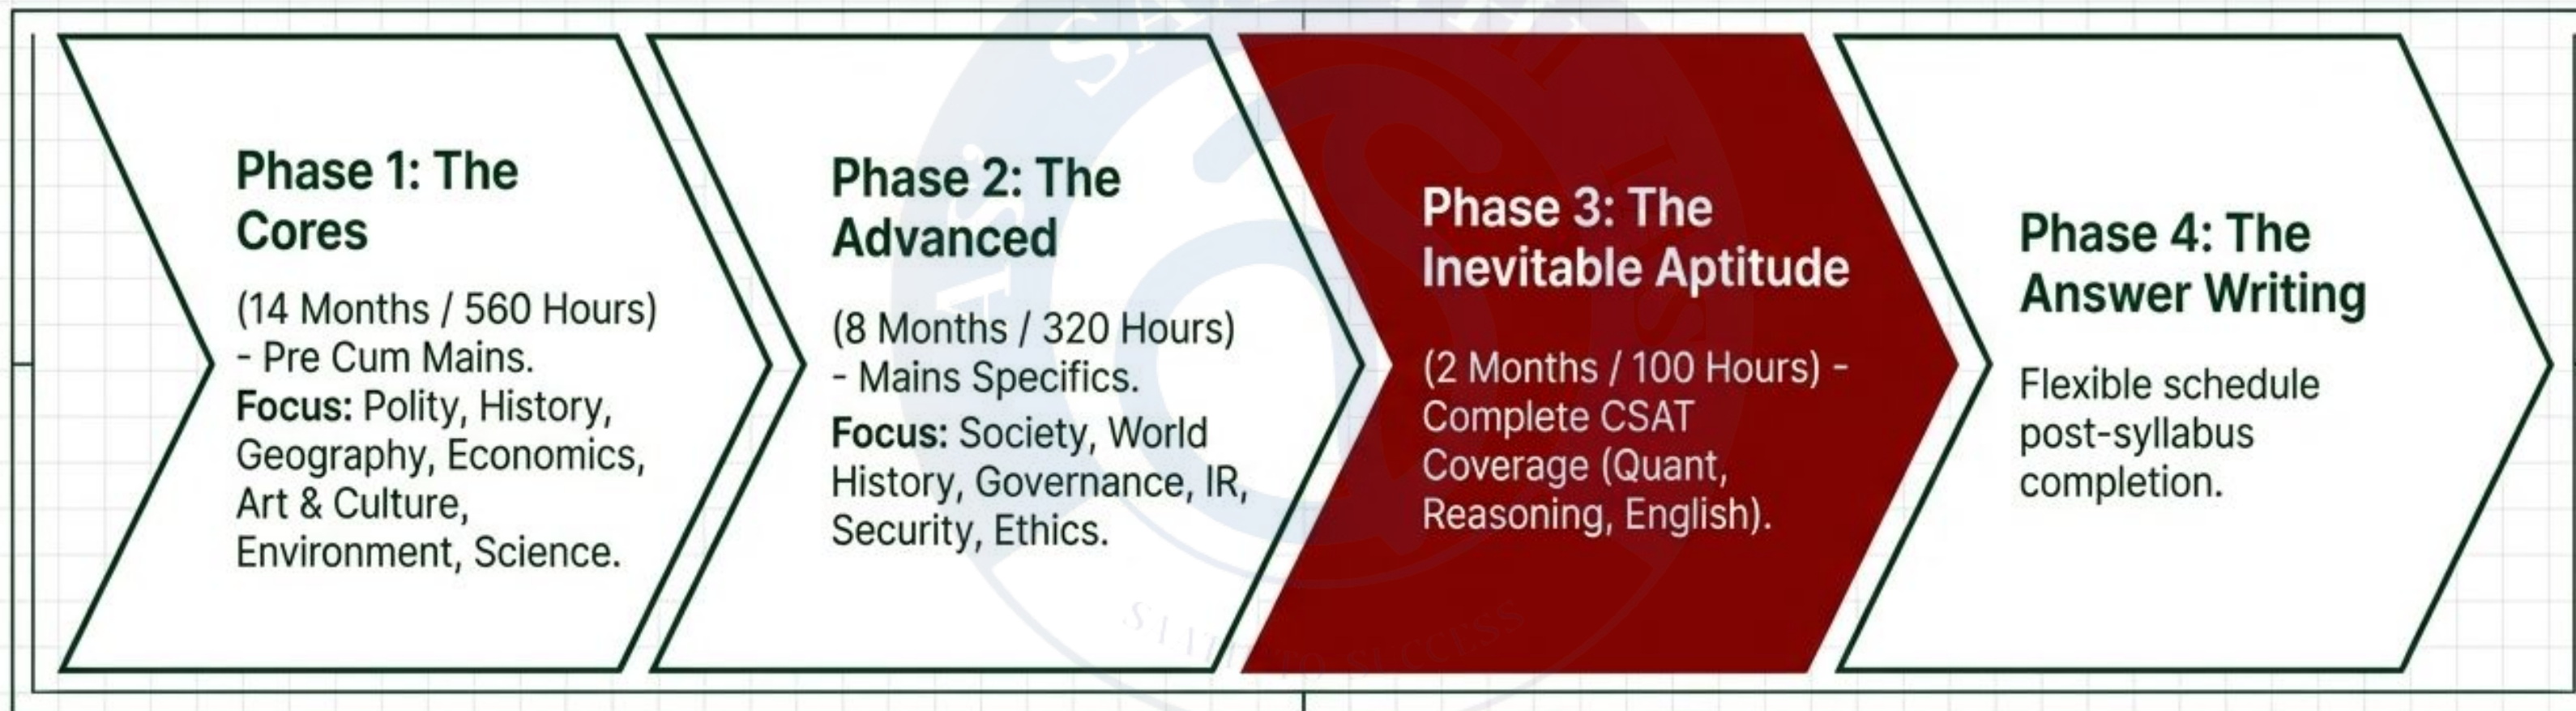 Phase 1: The
Cores
(14 Months / 560 Hours)
- Pre Cum Mains.
Focus: Polity, History,
Geography, Economics,
Art & Culture,
Environment, Science.
Phase 2: The
Advanced
(8 Months / 320 Hours)
- Mains Specifics.
Focus: Society, World
History, Governance, IR,
Security, Ethics.
Phase 3: The
Inevitable Aptitude
(2 Months / 100 Hours) -
Complete CSAT
Coverage (Quant,
Reasoning, English).
Phase 4: The
Answer Writing
Flexible schedule
post-syllabus
completion.